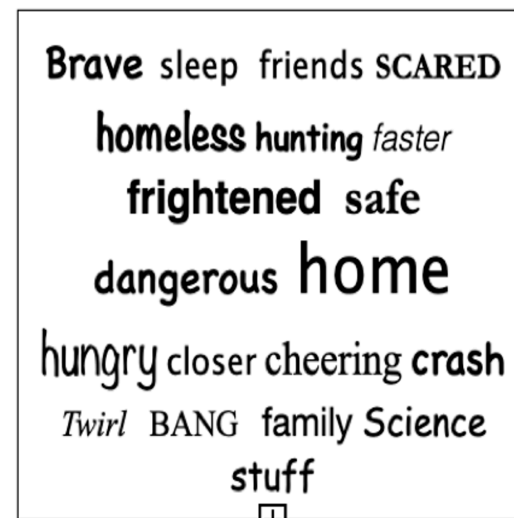 Brave sleep friends SCARED
homeless hunting faster
frightened safe
dangerous home
hungry closer cheering crash
Twirl BANG family Science
stuff